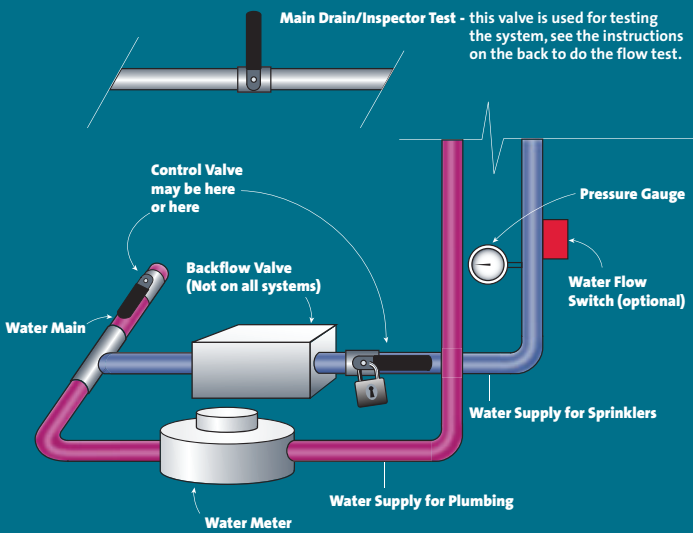 Main Drain/Inspector Test - this valve is used for testing
the system, see the instructions
on the back to do the flow test.
Control Valve
may be here
or here
Pressure Gauge
Backflow Valve
(Not on all systems)
Water Flow
Switch (optional)
Water Main
Water Supply for Sprinklers
Water Supply for Plumbing
Water Meter